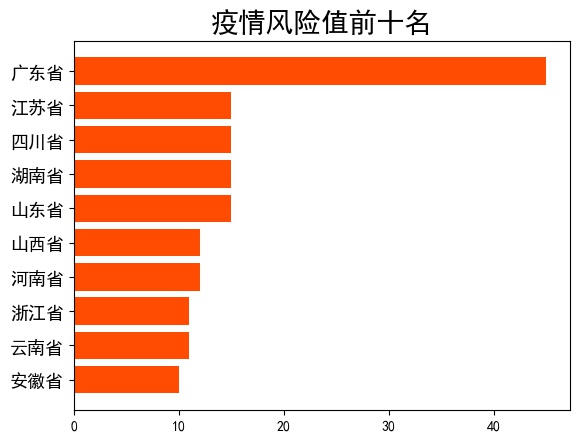 疫情风险值前十名
广东省
江苏省
四川省
湖南省
山东省
山西省
河南省
浙江省
云南省
安徽省
0 10 20 30 40